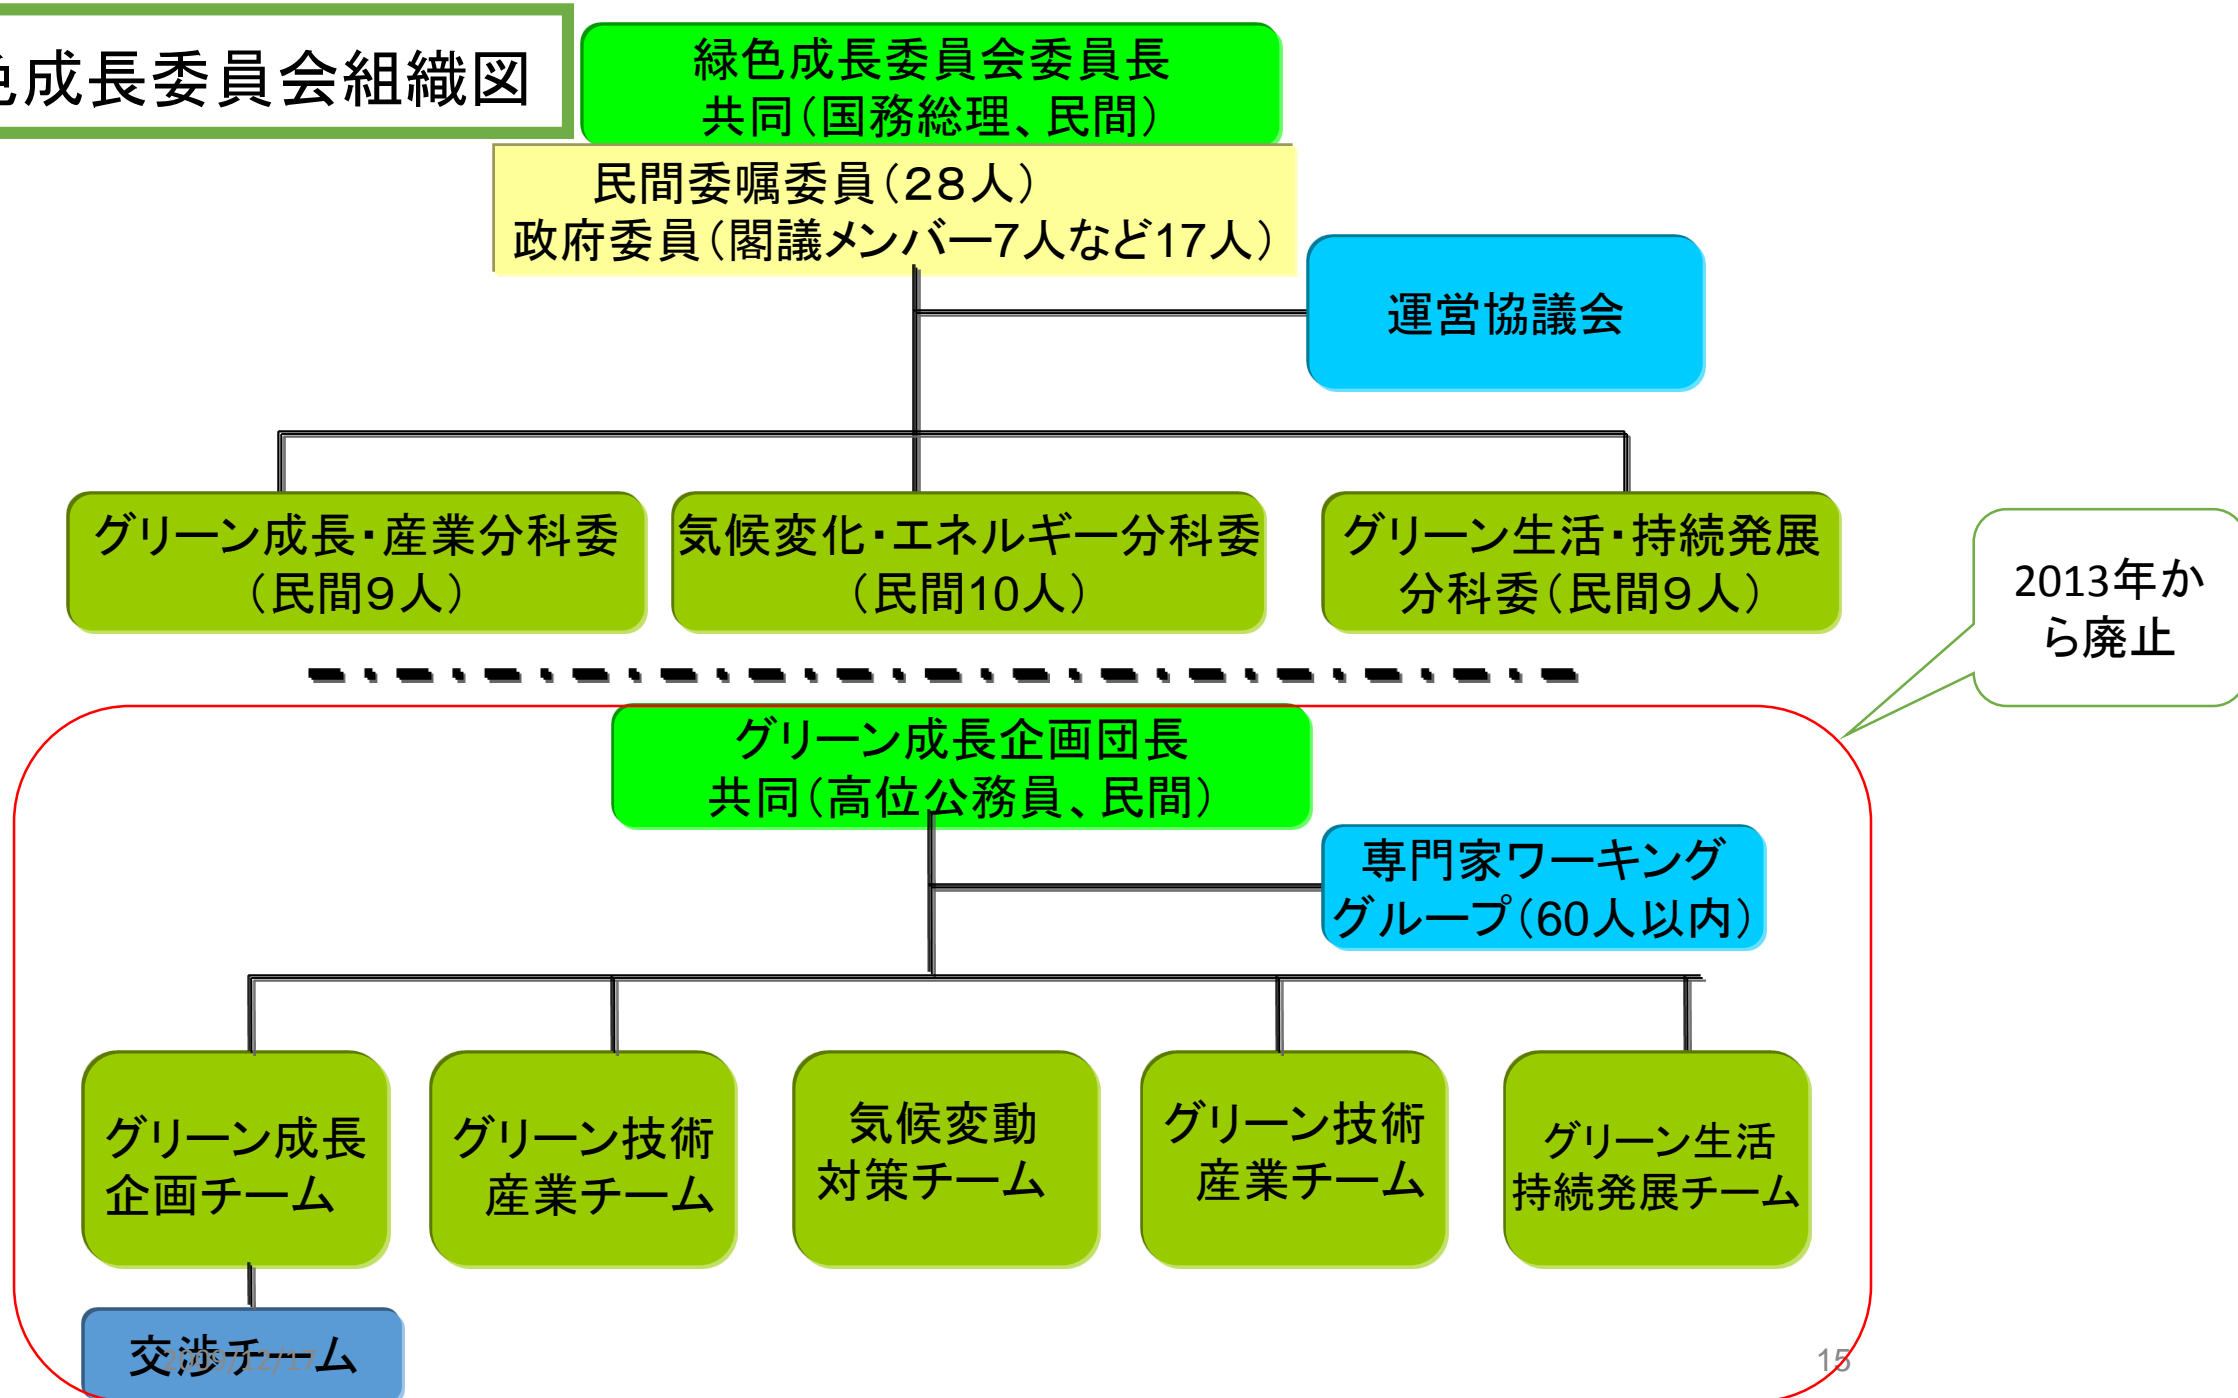 色成長委員会組織図
緑色成長委員会委員長
共同(国務総理、民間)
民間委嘱委員(28人)
政府委員(閣議メンバー7人など17人)
運営協議会
グリーン成長・産業分科委
(民間9人)
気候変化・エネルギー分科委
(民間10人)
グリーン生活・持続発展
分科委(民間9人)
2013年か
ら廃止
グリーン成長企画団長
共同(高位公務員、民間)
専門家ワーキング
グループ(60人以内)
グリーン成長
企画チーム
グリーン技術
産業チーム
気候変動
対策チーム
グリーン技術
産業チーム
グリーン生活
持続発展チーム
交渉チーム
2009/12/17
15